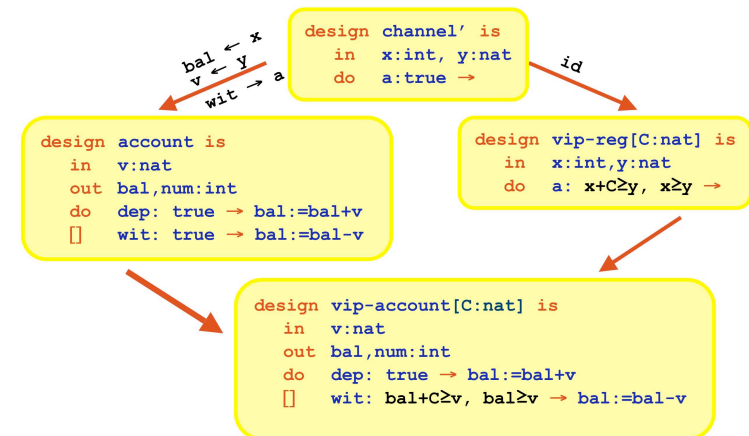 design channel’ is
in x:int, y:nat
do a:true →
bal ← x
v ← y
wit → a
id
design account is
in v:nat
out bal,num:int
do dep: true → bal:=bal+v
[] wit: true → bal:=bal-v
design vip-reg[C:nat] is
in x:int,y:nat
do a: x+C≥y, x≥y →
design vip-account[C:nat] is
in v:nat
out bal,num:int
do dep: true → bal:=bal+v
[] wit: bal+C≥v, bal≥v → bal:=bal-v